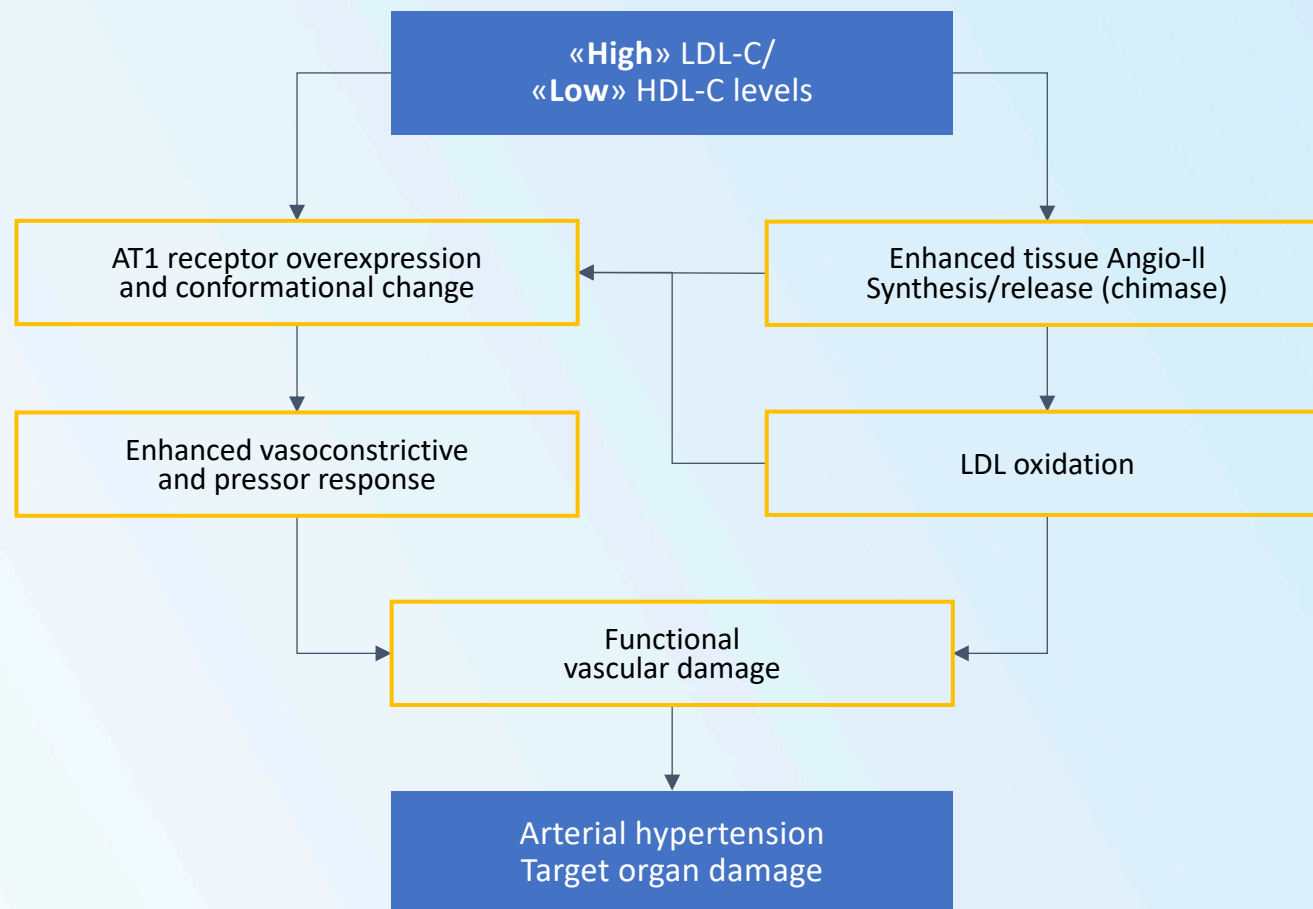 «High» LDL-C/
«Low» HDL-C levels
AT1 receptor overexpression
and conformational change
Enhanced tissue Angio-II
Synthesis/release (chimase)
Enhanced vasoconstrictive
and pressor response
LDL oxidation
Functional
vascular damage
Arterial hypertension
Target organ damage